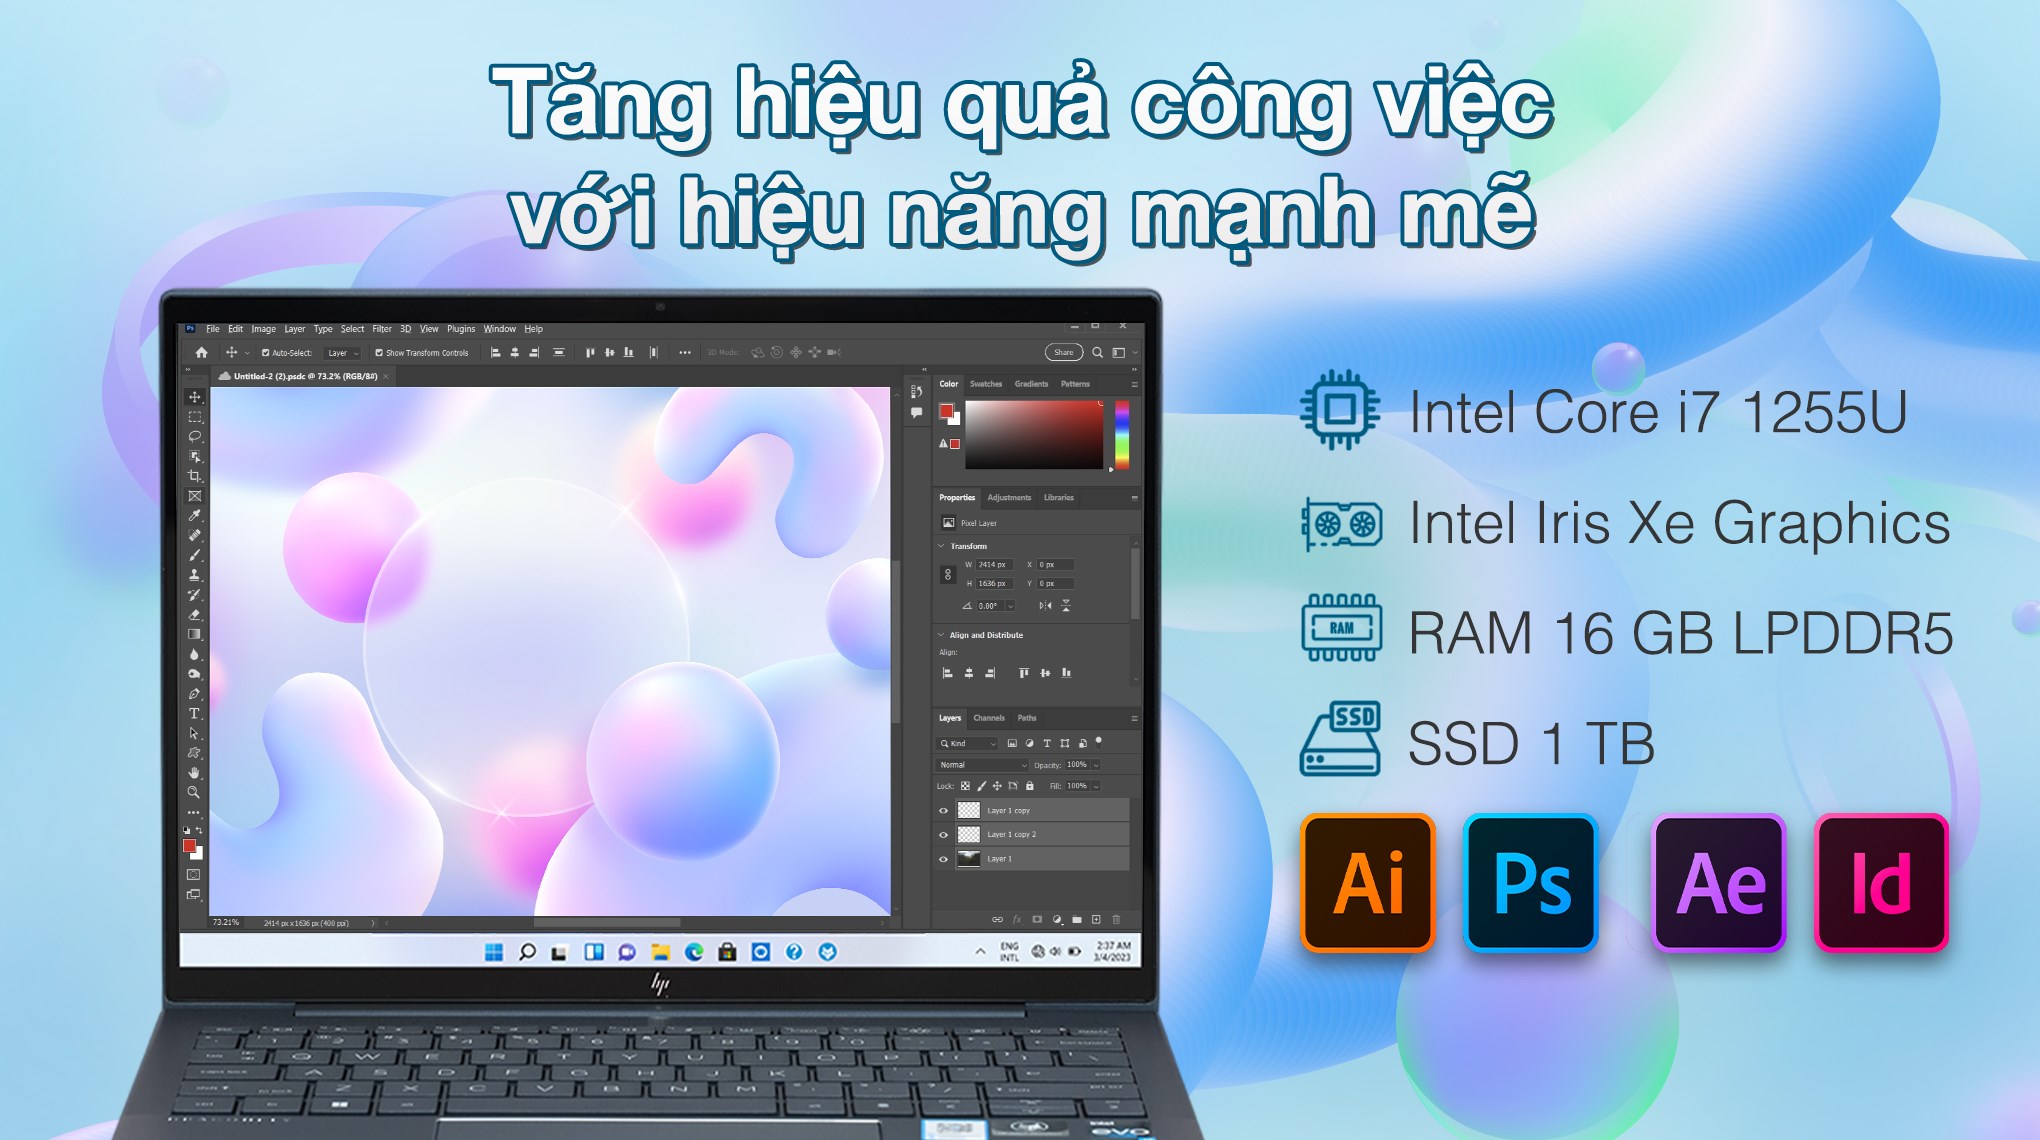 Tăng hiệu quả công việc
với hiệu năng mạnh mẽ
Ps File Edit Image Layer Type Select Filter 3D View Plugins Window Help
Auto-Select: Layer Show Transform Controls 3D Mode: Share
Untitled-2 (2).psdc @ 73.2% (RGB/8#) ×
Color Swatches Gradients Patterns
Properties Adjustments Libraries
Pixel Layer
Transform
W 2414 px X 0 px
H 1636 px Y 0 px
0.00°
Align and Distribute
Align:
Layers Channels Paths
Kind
Normal Opacity: 100%
Lock: Fill: 100%
Layer 1 copy
Layer 1 copy 2
Layer 1
fx
73.21% 2414 px x 1636 px (400 ppi)
ENG
INTL
2:37 AM
3/4/2023
hp
Intel Core i7 1255U
Intel Iris Xe Graphics
RAM
RAM 16 GB LPDDR5
SSD
SSD 1 TB
Ai Ps Ae Id
Q W E R T Y U I O P
Z X C V B N M
evo